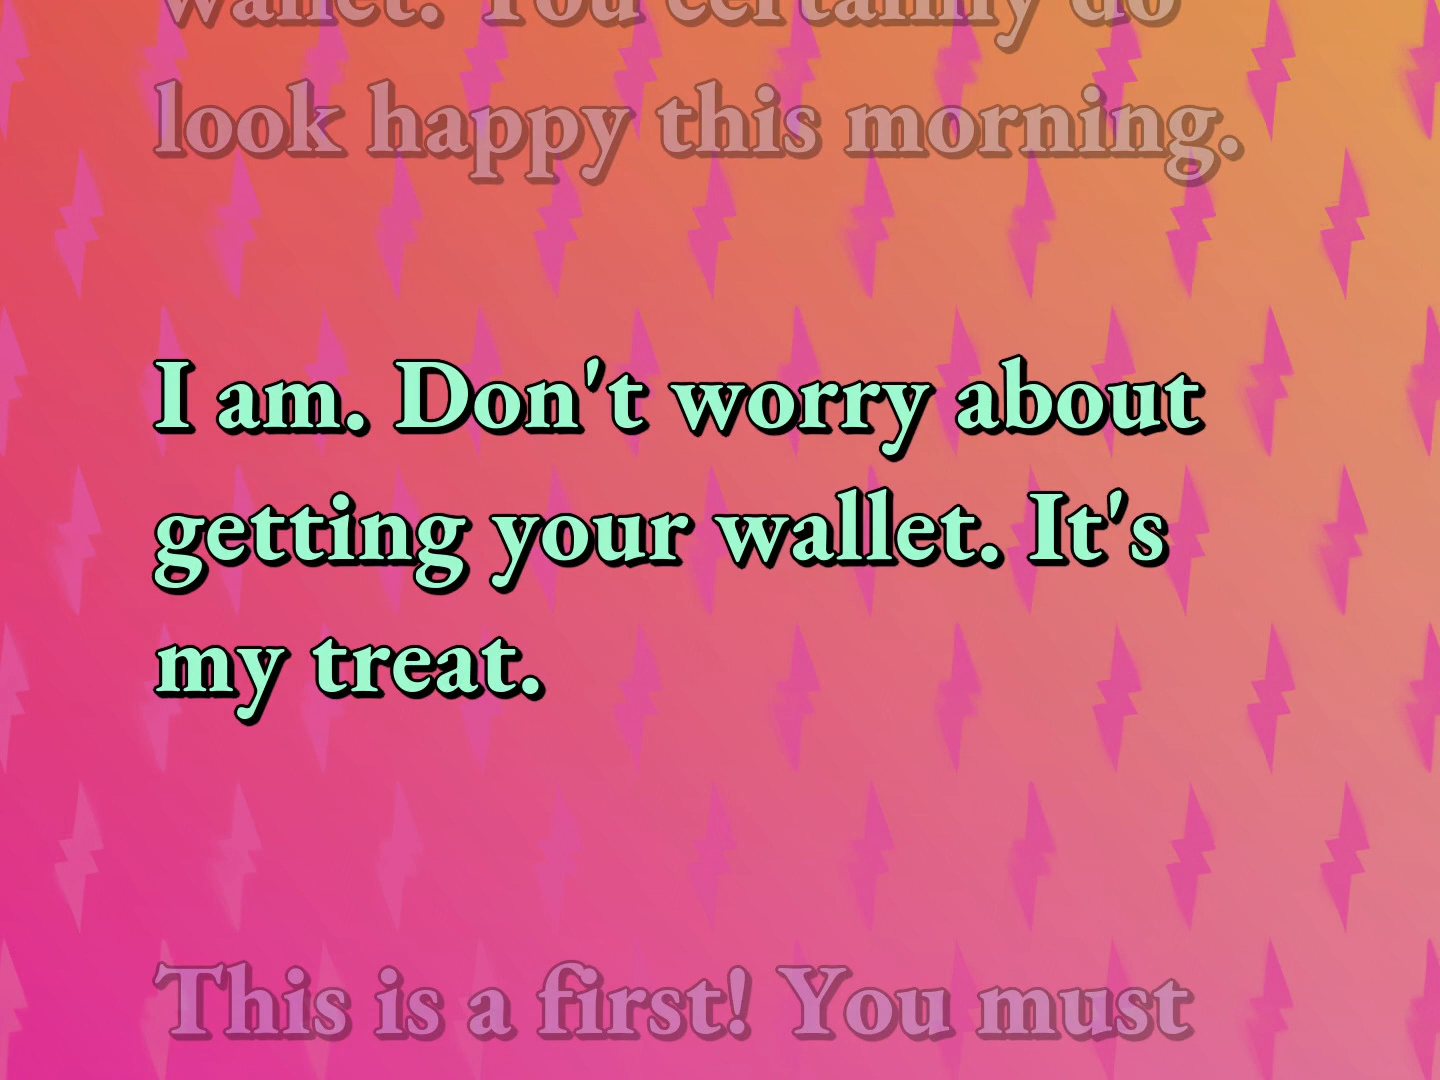 wallet. You certainly do
look happy this morning.
I am. Don't worry about
getting your wallet. It's
my treat.
This is a first! You must